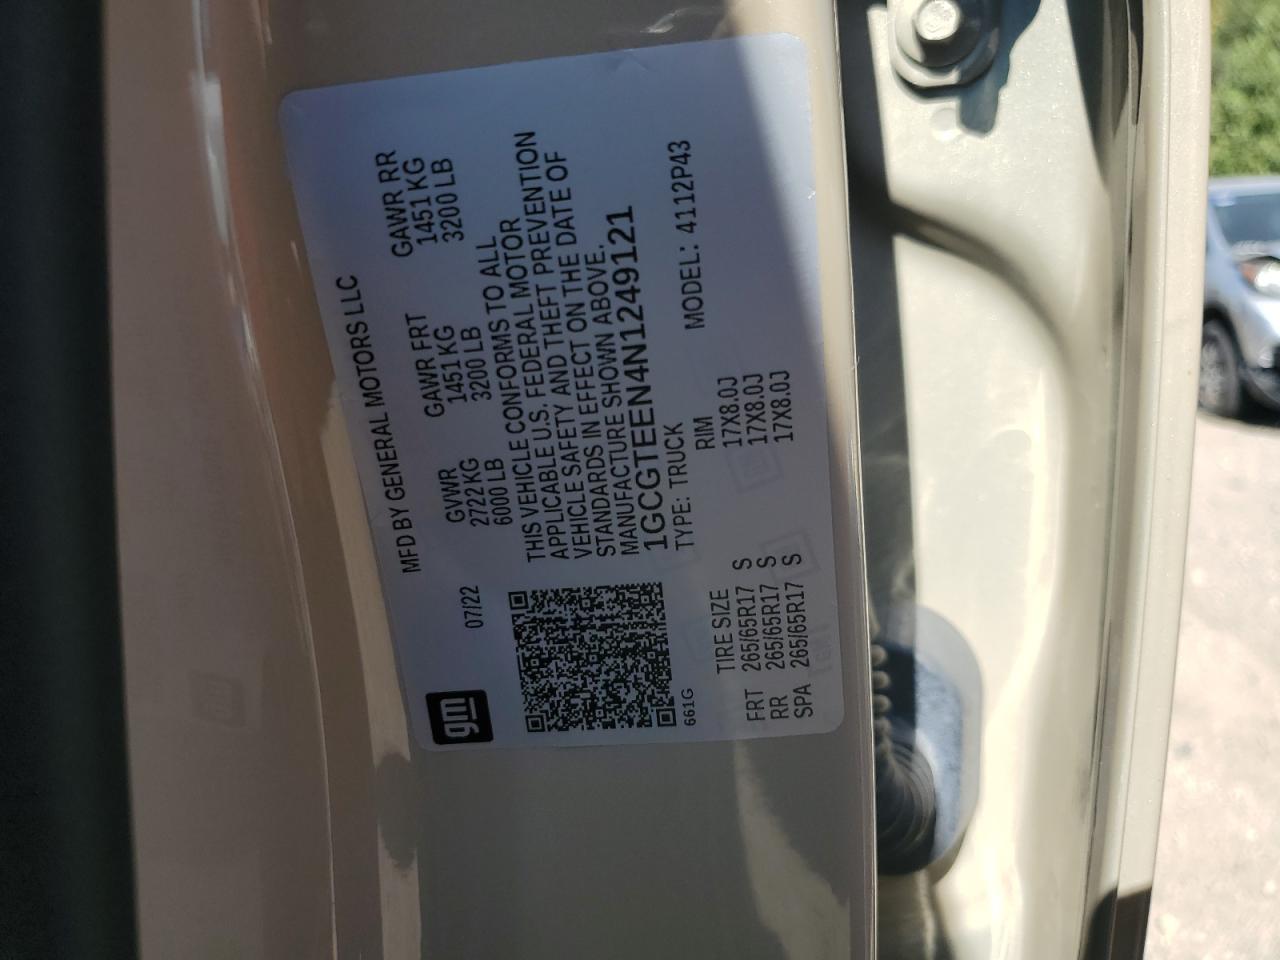 gm
MFD BY GENERAL MOTORS LLC
07/22 GVWR GAWR FRT GAWR RR
2722 KG 1451 KG 1451 KG
6000 LB 3200 LB 3200 LB
THIS VEHICLE CONFORMS TO ALL
APPLICABLE U.S. FEDERAL MOTOR
VEHICLE SAFETY AND THEFT PREVENTION
STANDARDS IN EFFECT ON THE DATE OF
MANUFACTURE SHOWN ABOVE.
1GCGTEEN4N1249121
661G TYPE: TRUCK MODEL: 4112P43
TIRE SIZE RIM
FRT 265/65R17 S 17X8.0J
RR 265/65R17 S 17X8.0J
SPA 265/65R17 S 17X8.0J